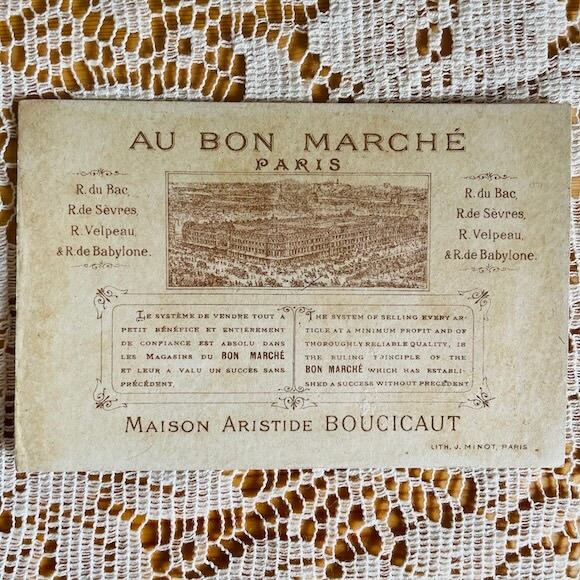 AU BON MARCHÉ
PARIS
R. du Bac,
R. de Sèvres,
R. Velpeau,
& R. de Babylone.
R. du Bac,
R. de Sèvres,
R. Velpeau,
& R. de Babylone.
LE SYSTÈME DE VENDRE TOUT À
PETIT BÉNÉFICE ET ENTIÈREMENT
DE CONFIANCE EST ABSOLU DANS
LES MAGASINS DU BON MARCHÉ
ET LEUR A VALU UN SUCCÈS SANS
PRÉCÉDENT.
THE SYSTEM OF SELLING EVERY AR-
TICLE AT A MINIMUM PROFIT AND OF
THOROUGHLY RELIABLE QUALITY, IS
THE RULING PRINCIPLE OF THE
BON MARCHÉ WHICH HAS ESTABLI-
SHED A SUCCESS WITHOUT PRECEDENT
MAISON ARISTIDE BOUCICAUT
LITH. J. MINOT, PARIS